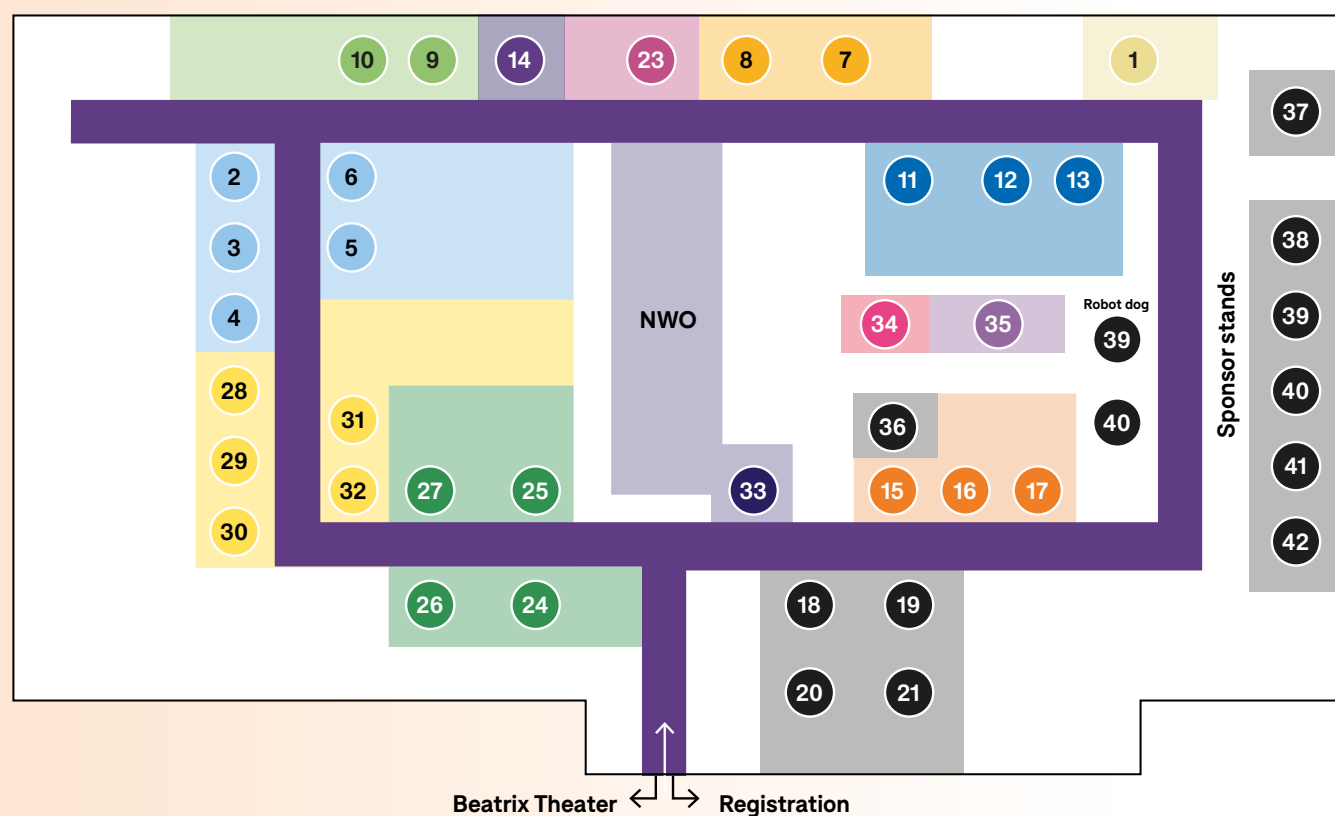 10 9 14 23 8 7 1
37
2 6 11 12 13
3 5 38
4 NWO 34 35 Robot dog
39 39
Sponsor stands
28 31 36 40 40
29 41
32 27 25 33 15 16 17
30 42
26 24 18 19
20 21
Beatrix Theater Registration